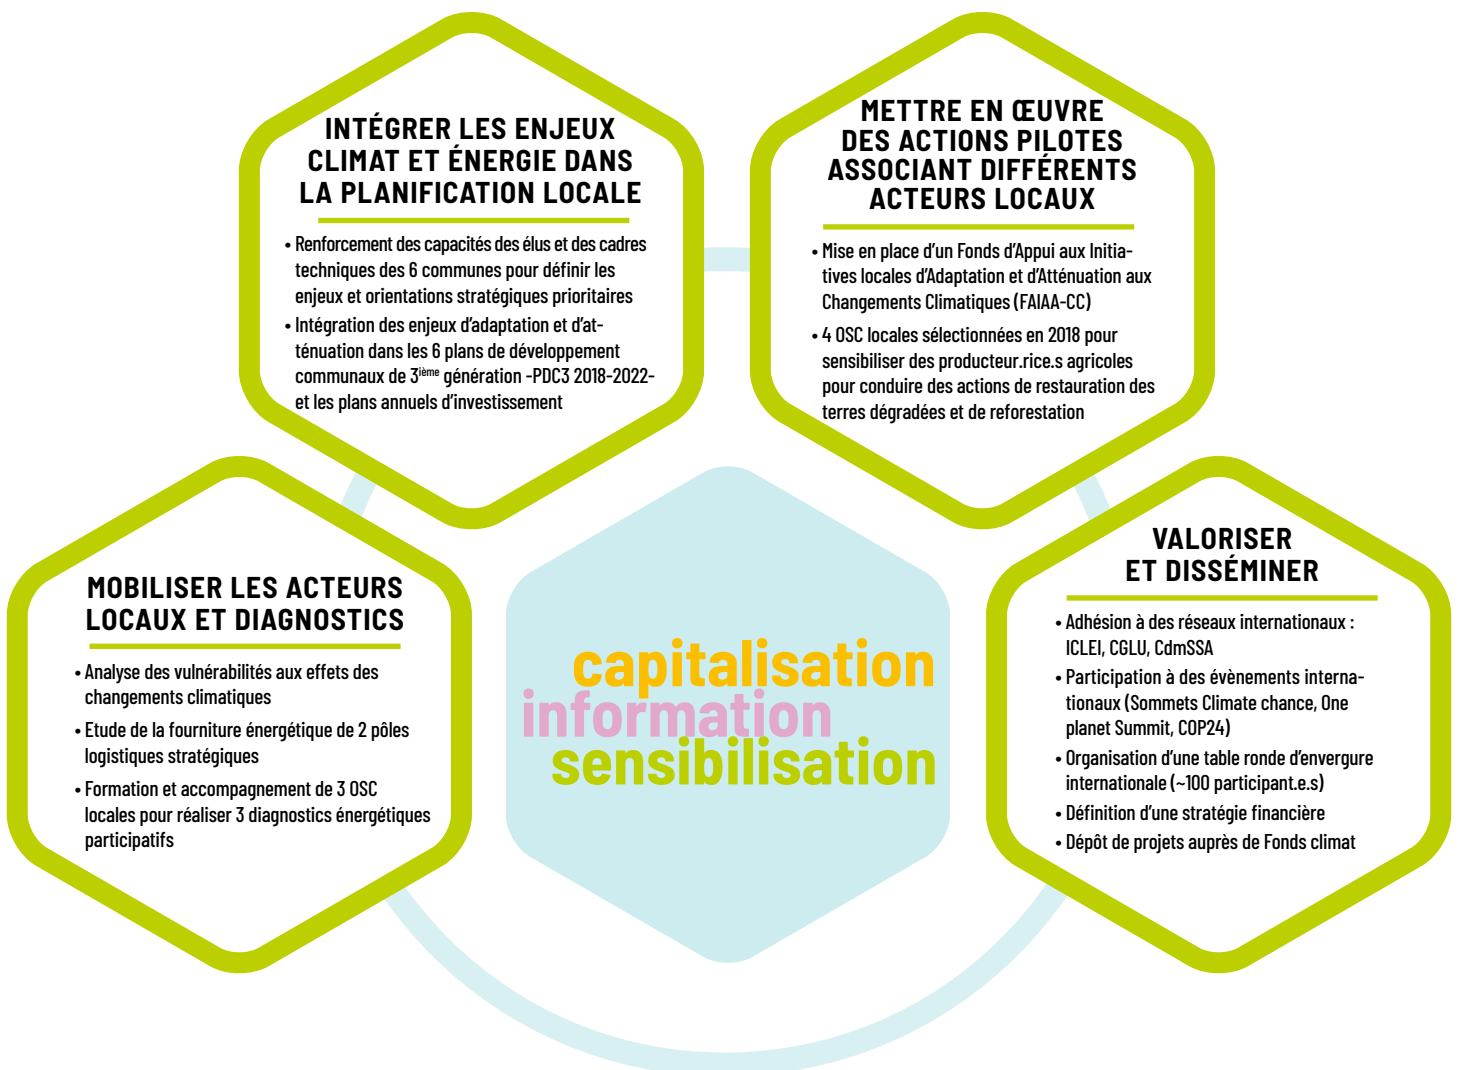 INTÉGRER LES ENJEUX
CLIMAT ET ÉNERGIE DANS
LA PLANIFICATION LOCALE
• Renforcement des capacités des élus et des cadres
techniques des 6 communes pour définir les
enjeux et orientations stratégiques prioritaires
• Intégration des enjeux d'adaptation et d'at-
ténuation dans les 6 plans de développement
communaux de 3ième génération -PDC3 2018-2022-
et les plans annuels d'investissement
METTRE EN ŒUVRE
DES ACTIONS PILOTES
ASSOCIANT DIFFÉRENTS
ACTEURS LOCAUX
• Mise en place d'un Fonds d'Appui aux Initia-
tives locales d'Adaptation et d'Atténuation aux
Changements Climatiques (FAIAA-CC)
• 4 OSC locales sélectionnées en 2018 pour
sensibiliser des producteur.rice.s agricoles
pour conduire des actions de restauration des
terres dégradées et de reforestation
MOBILISER LES ACTEURS
LOCAUX ET DIAGNOSTICS
• Analyse des vulnérabilités aux effets des
changements climatiques
• Etude de la fourniture énergétique de 2 pôles
logistiques stratégiques
• Formation et accompagnement de 3 OSC
locales pour réaliser 3 diagnostics énergétiques
participatifs
capitalisation
information
sensibilisation
VALORISER
ET DISSÉMINER
• Adhésion à des réseaux internationaux :
ICLEI, CGLU, CdmSSA
• Participation à des évènements interna-
tionaux (Sommets Climate chance, One
planet Summit, COP24)
• Organisation d'une table ronde d'envergure
internationale (~100 participant.e.s)
• Définition d'une stratégie financière
• Dépôt de projets auprès de Fonds climat